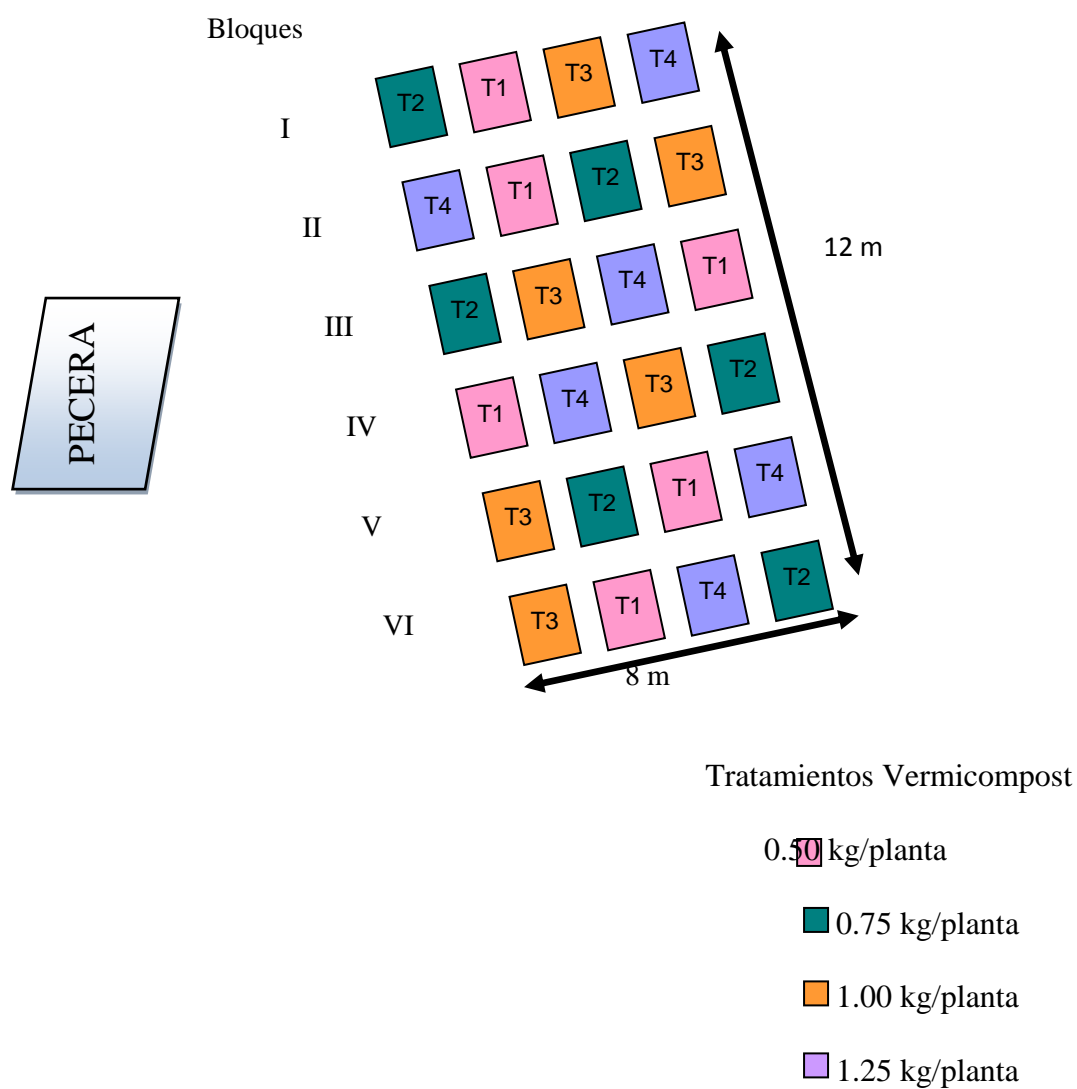 Bloques
I
T2 T1 T3 T4
II
T4 T1 T2 T3
III
T2 T3 T4 T1
12 m
PECERA
IV
T1 T4 T3 T2
V
T3 T2 T1 T4
VI
T3 T1 T4 T2
8 m
Tratamientos Vermicompost
0.50 kg/planta
0.75 kg/planta
1.00 kg/planta
1.25 kg/planta